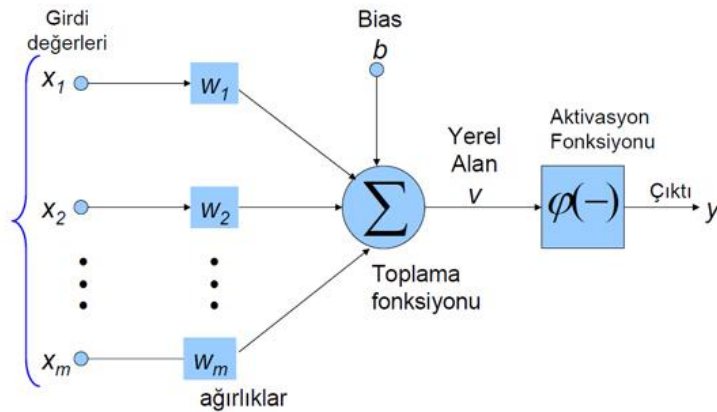 Girdi
değerleri
Bias
b
x1
w1
Aktivasyon
Fonksiyonu
Yerel
Alan
v
x2
w2
Σ
φ(−)
Çıktı
y
Toplama
fonksiyonu
xm
wm
ağırlıklar